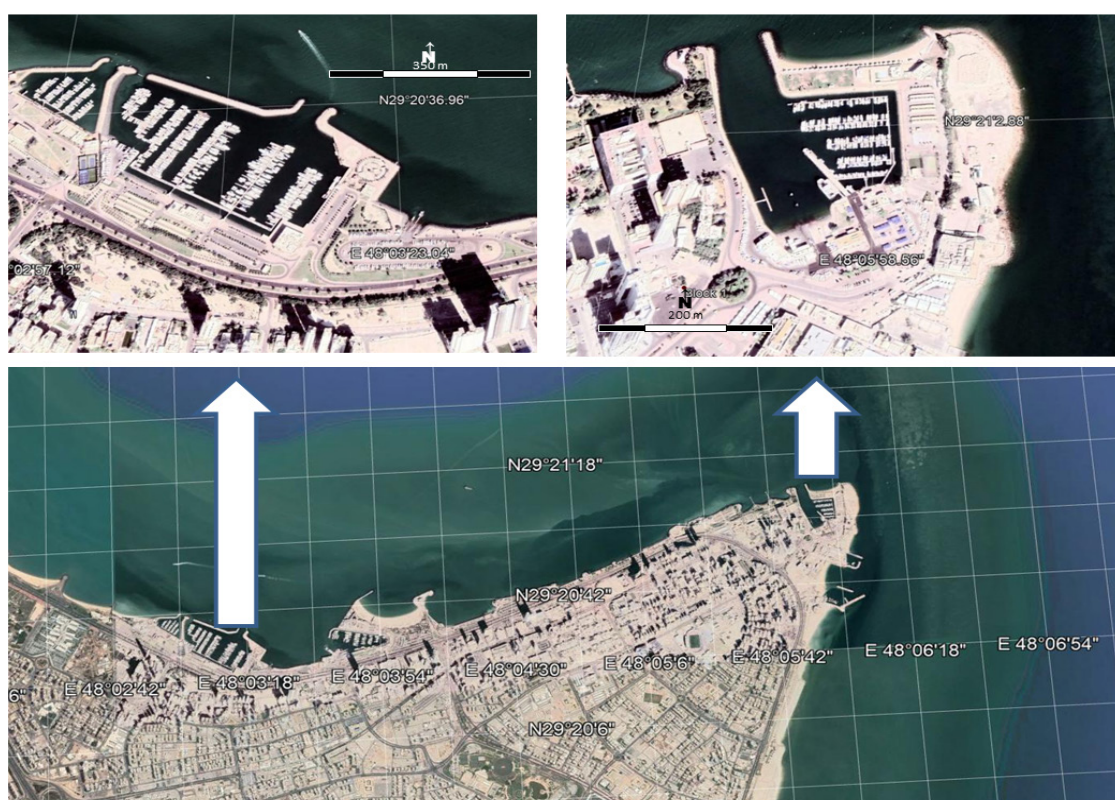 N
350 m
N29°20'36.96"
E 48°03'23.04"
°02'57.12"
N29°21'2.88"
E 48°05'58.56"
Block
N
200 m
N29°21'18"
N29°20'42"
6"
E 48°02'42"
E 48°03'18"
E 48°03'54"
E 48°04'30"
E 48°05'6"
E 48°05'42"
E 48°06'18"
E 48°06'54"
N29°20'6"